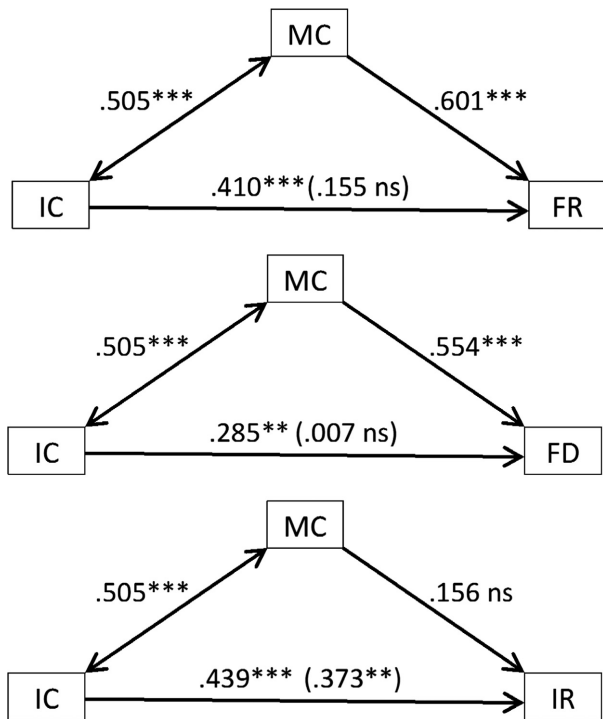 MC
.505***
.601***
.410***(.155 ns)
IC
FR
MC
.505***
.554***
.285** (.007 ns)
IC
FD
MC
.505***
.156 ns
.439*** (.373**)
IC
IR